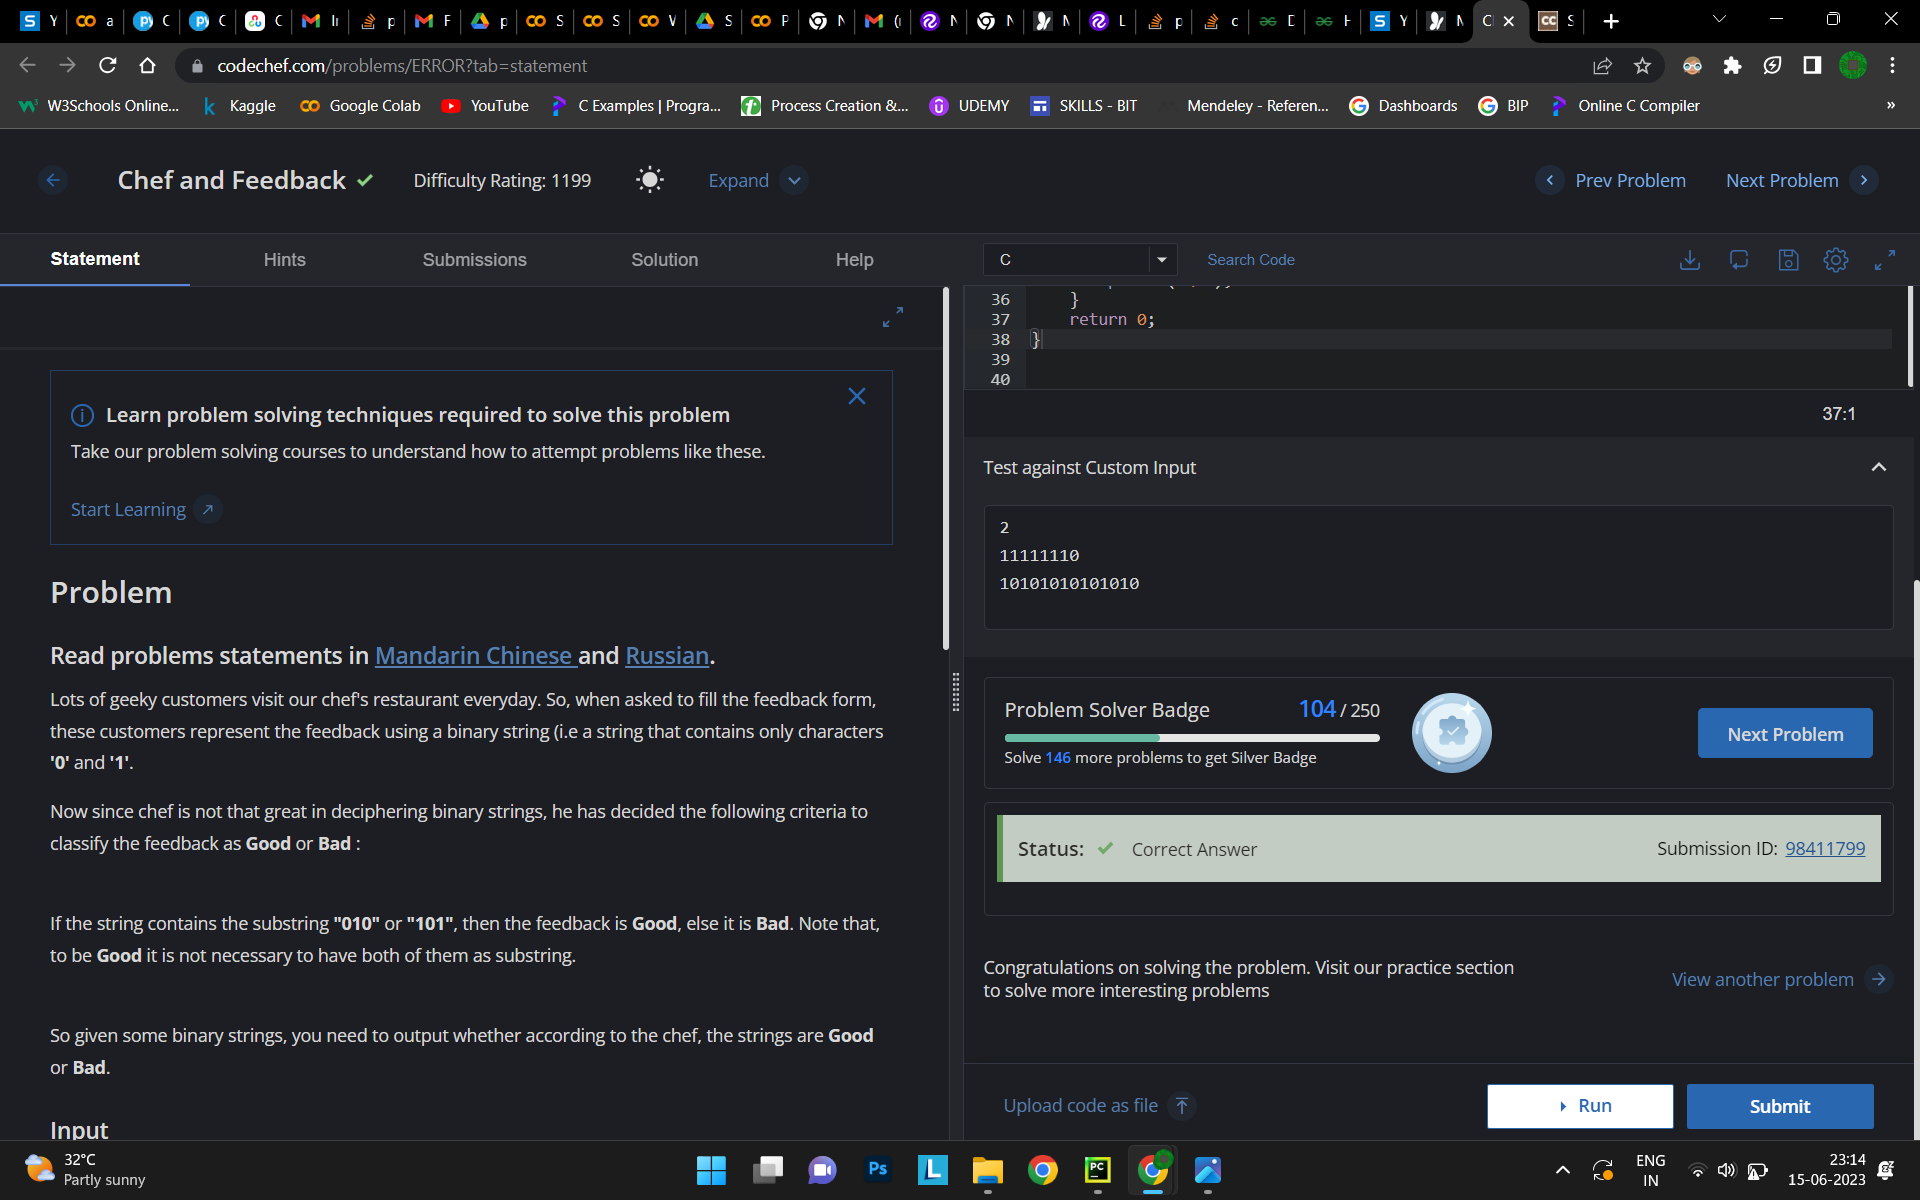 codechef.com/problems/ERROR?tab=statement
W3Schools Online...
Kaggle
Google Colab
YouTube
C Examples | Progra...
Process Creation &...
UDEMY
SKILLS - BIT
Mendeley - Referen...
Dashboards
BIP
Online C Compiler
»
Chef and Feedback
Difficulty Rating: 1199
Expand
Prev Problem
Next Problem
Statement
Hints
Submissions
Solution
Help
C
Search Code
Learn problem solving techniques required to solve this problem
Take our problem solving courses to understand how to attempt problems like these.
Start Learning
Problem
Read problems statements in Mandarin Chinese and Russian.
Lots of geeky customers visit our chef's restaurant everyday. So, when asked to fill the feedback form,
these customers represent the feedback using a binary string (i.e a string that contains only characters
'0' and '1'.
Now since chef is not that great in deciphering binary strings, he has decided the following criteria to
classify the feedback as Good or Bad :
If the string contains the substring "010" or "101", then the feedback is Good, else it is Bad. Note that,
to be Good it is not necessary to have both of them as substring.
So given some binary strings, you need to output whether according to the chef, the strings are Good
or Bad.
Input
36 }
37 return 0;
38 }
39
40
37:1
Test against Custom Input
2
11111110
10101010101010
Problem Solver Badge
104 / 250
Solve 146 more problems to get Silver Badge
Next Problem
Status: Correct Answer
Submission ID: 98411799
Congratulations on solving the problem. Visit our practice section
to solve more interesting problems
View another problem
Upload code as file
Run
Submit
32°C
Partly sunny
Ps
L
PC
ENG
IN
23:14
15-06-2023